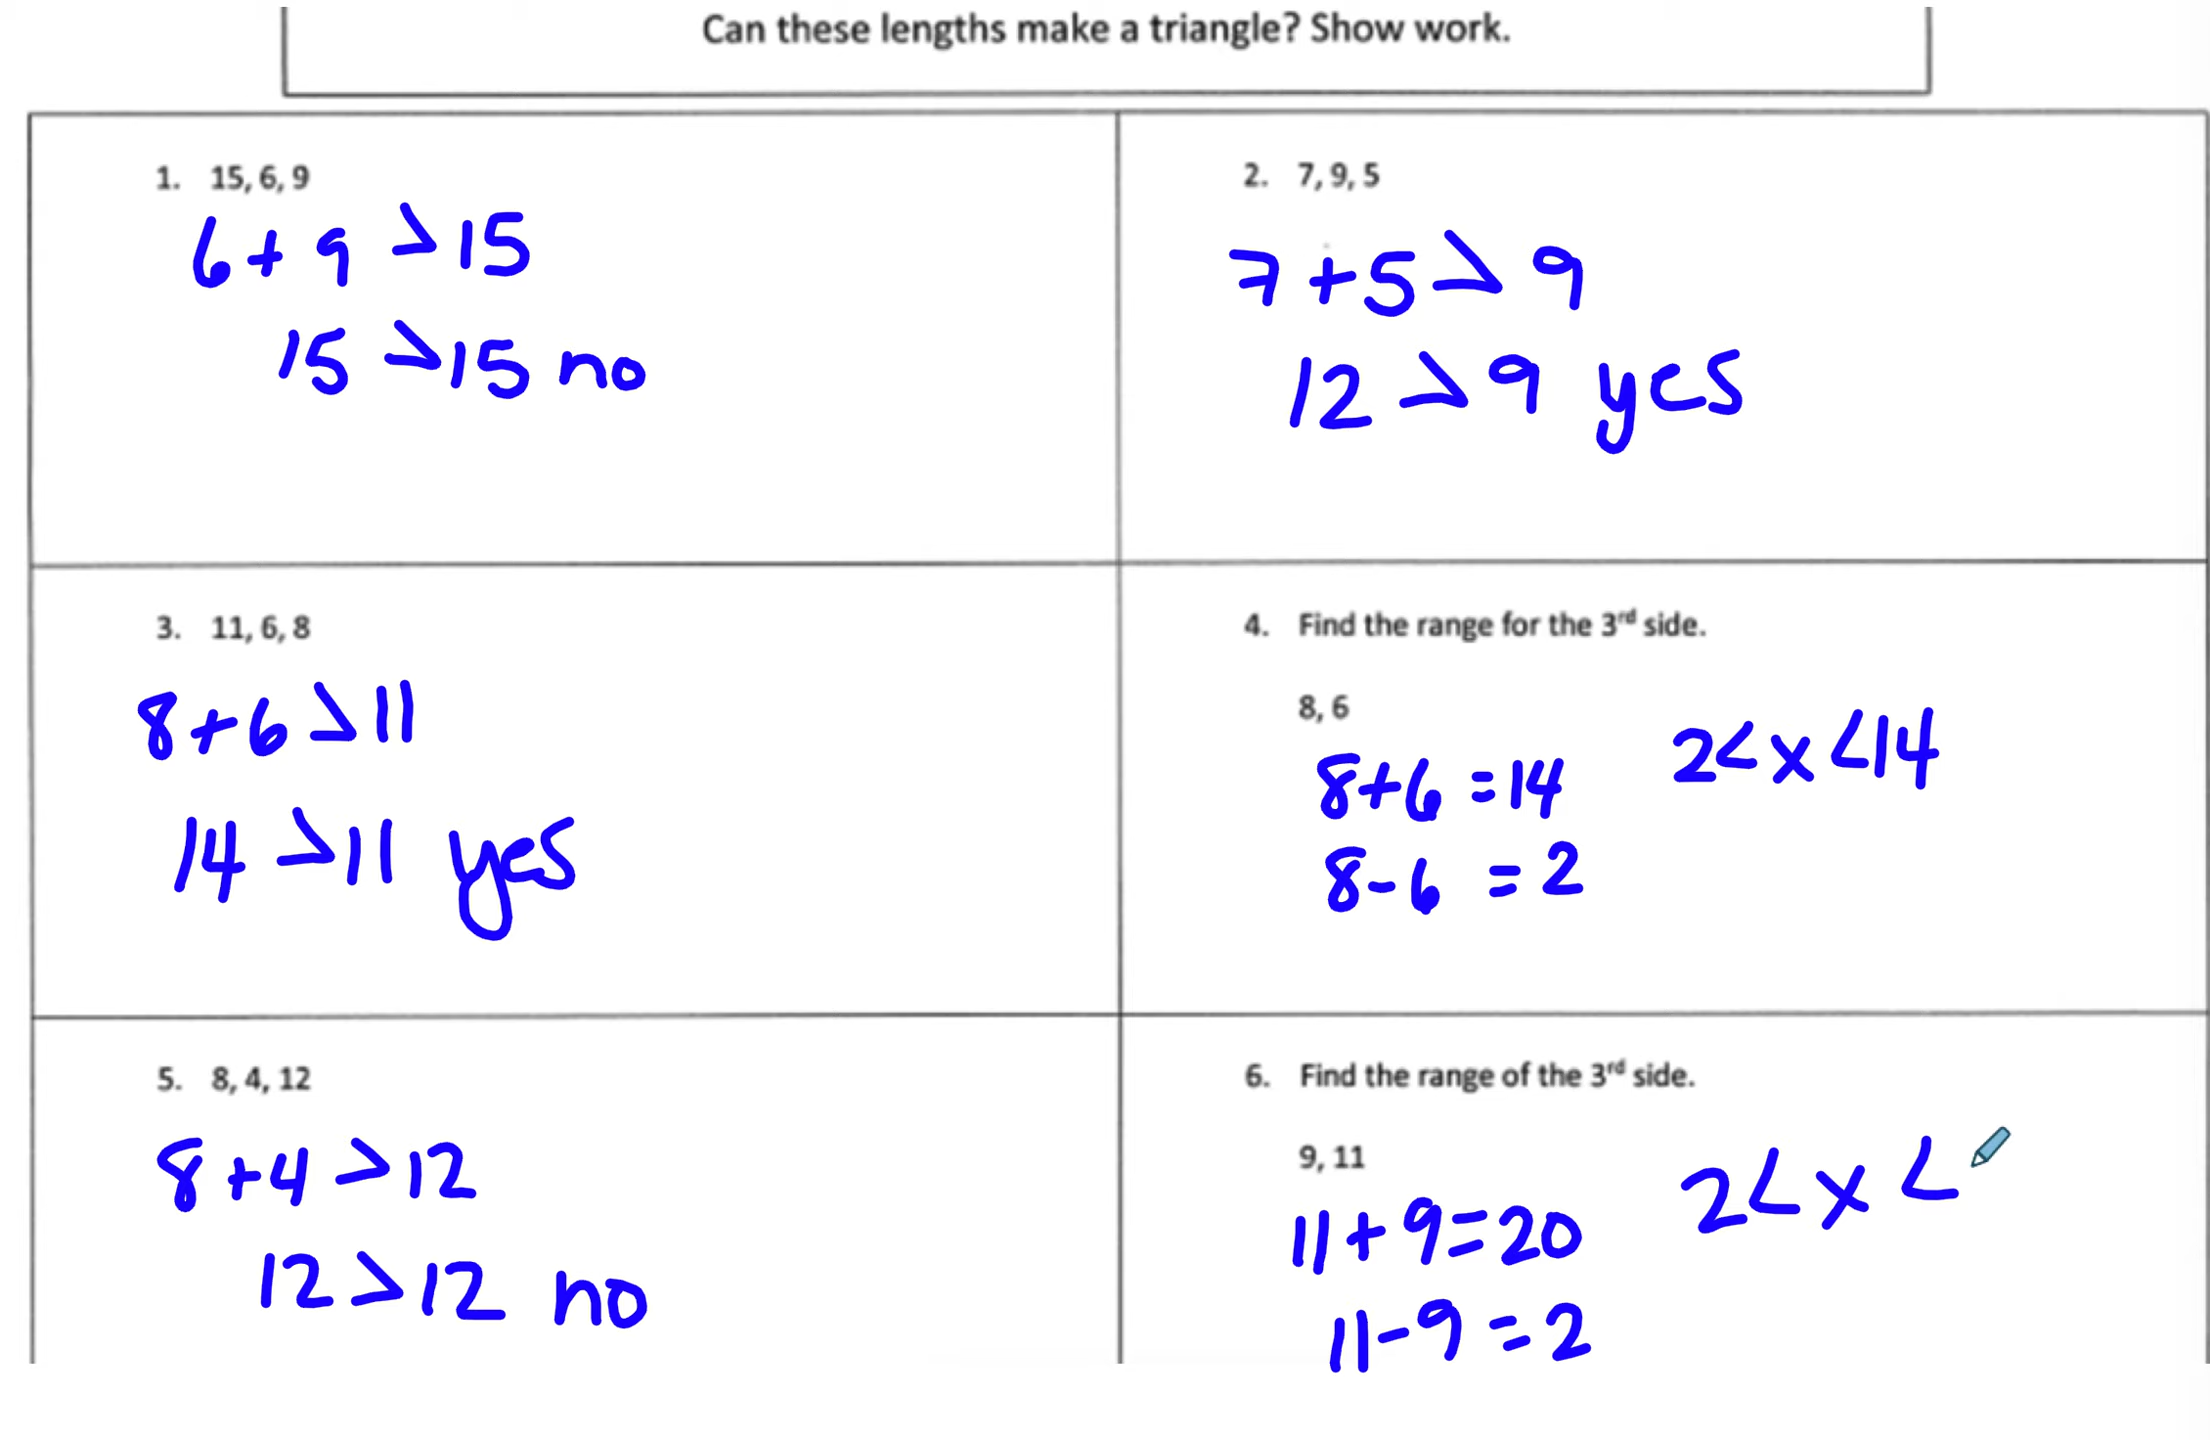 Can these lengths make a triangle? Show work.
1. 15, 6, 9
6 + 9 > 15
15 > 15 no
2. 7, 9, 5
7 + 5 > 9
12 > 9 yes
3. 11, 6, 8
8 + 6 > 11
14 > 11 yes
4. Find the range for the 3rd side.
8, 6
8 + 6 = 14
8 - 6 = 2
2 < x < 14
5. 8, 4, 12
8 + 4 > 12
12 > 12 no
6. Find the range of the 3rd side.
9, 11
11 + 9 = 20
11 - 9 = 2
2 < x <